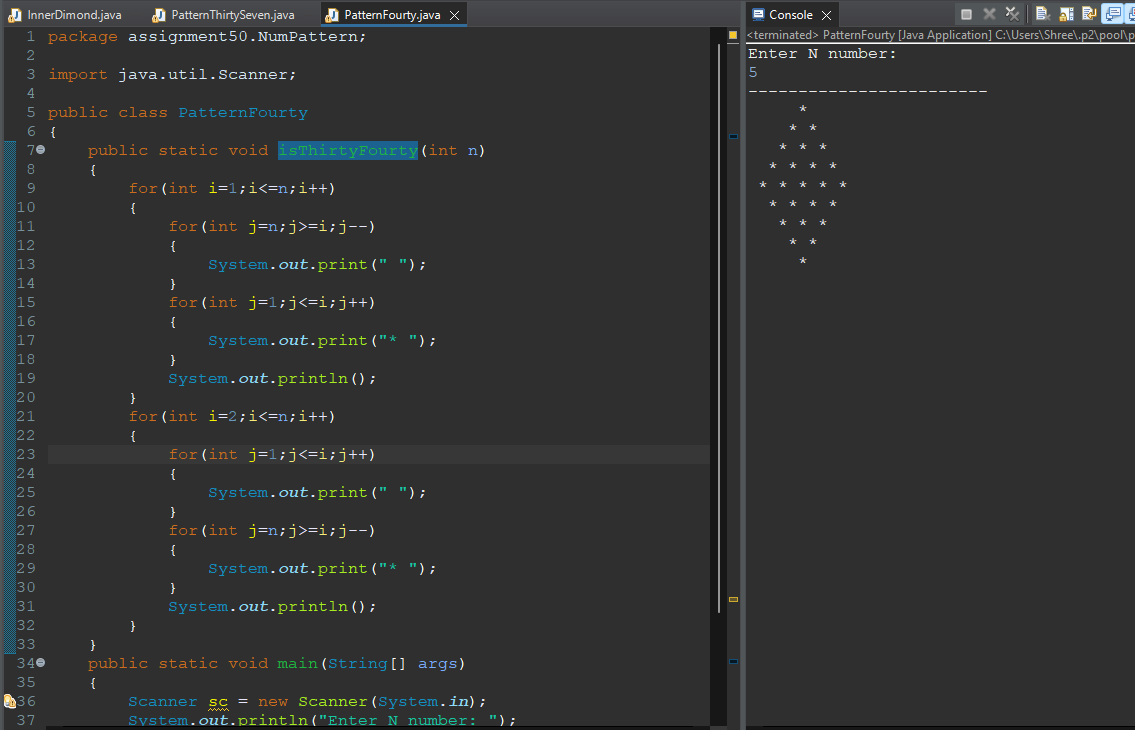 InnerDimond.java PatternThirtySeven.java PatternFourty.java
1 package assignment50.NumPattern;
2
3 import java.util.Scanner;
4
5 public class PatternFourty
6 {
7 public static void isThirtyFourty(int n)
8 {
9 for(int i=1;i<=n;i++)
10 {
11 for(int j=n;j>=i;j--)
12 {
13 System.out.print(" ");
14 }
15 for(int j=1;j<=i;j++)
16 {
17 System.out.print("* ");
18 }
19 System.out.println();
20 }
21 for(int i=2;i<=n;i++)
22 {
23 for(int j=1;j<=i;j++)
24 {
25 System.out.print(" ");
26 }
27 for(int j=n;j>=i;j--)
28 {
29 System.out.print("* ");
30 }
31 System.out.println();
32 }
33 }
34 public static void main(String[] args)
35 {
36 Scanner sc = new Scanner(System.in);
37 System.out.println("Enter N number: ");
Console
<terminated> PatternFourty [Java Application] C:\Users\Shree\.p2\pool\p
Enter N number:
5
------------------------
*
* *
* * *
* * * *
* * * * *
* * * *
* * *
* *
*